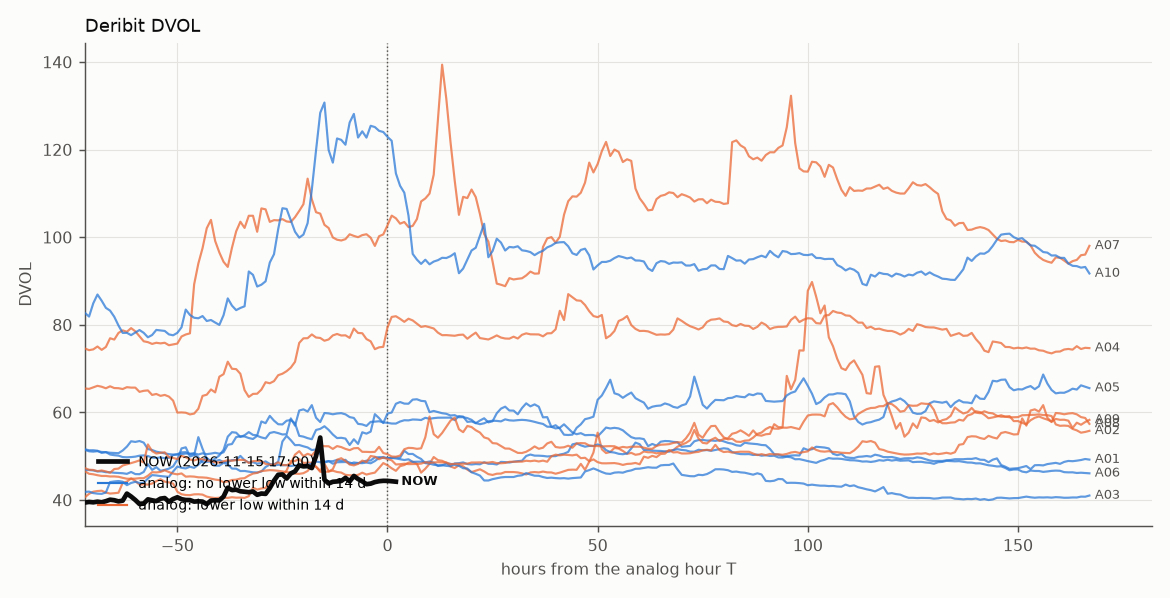 Deribit DVOL
140
120
100
80
60
40
DVOL
−50
0
50
100
150
hours from the analog hour T
NOW (2026-11-15 17:00)
analog: no lower low within 14 d
analog: lower low within 14 d
NOW
A07
A10
A04
A05
A09
A02
A01
A06
A03